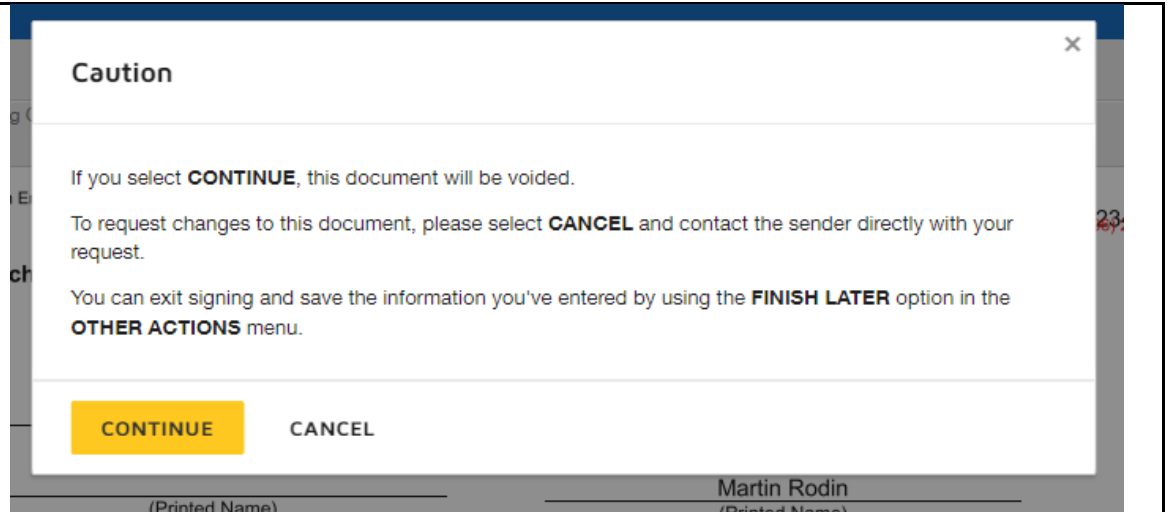 ×
Caution
If you select CONTINUE, this document will be voided.
To request changes to this document, please select CANCEL and contact the sender directly with your
request.
You can exit signing and save the information you've entered by using the FINISH LATER option in the
OTHER ACTIONS menu.
CONTINUE CANCEL
Martin Rodin
(Printed Name) (Printed Name)